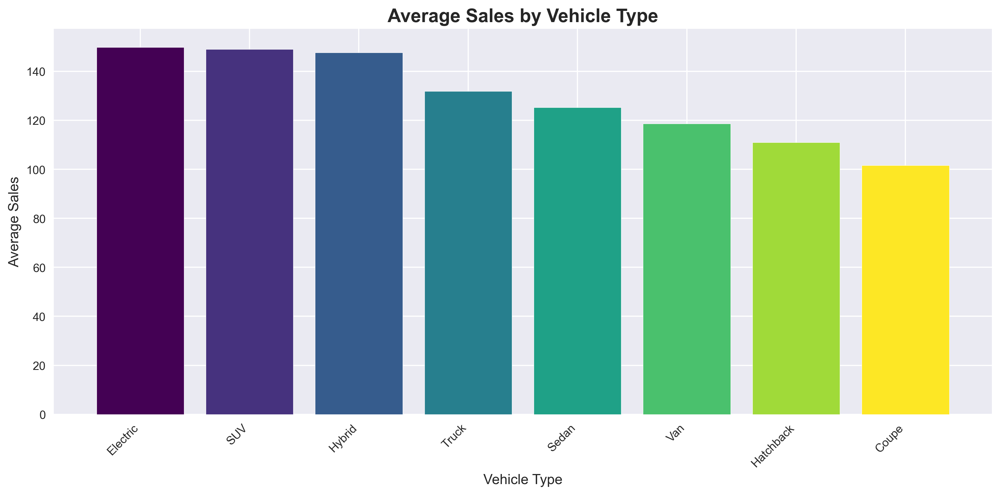 Average Sales by Vehicle Type
Average Sales
140
120
100
80
60
40
20
0
Electric
SUV
Hybrid
Truck
Sedan
Van
Hatchback
Coupe
Vehicle Type